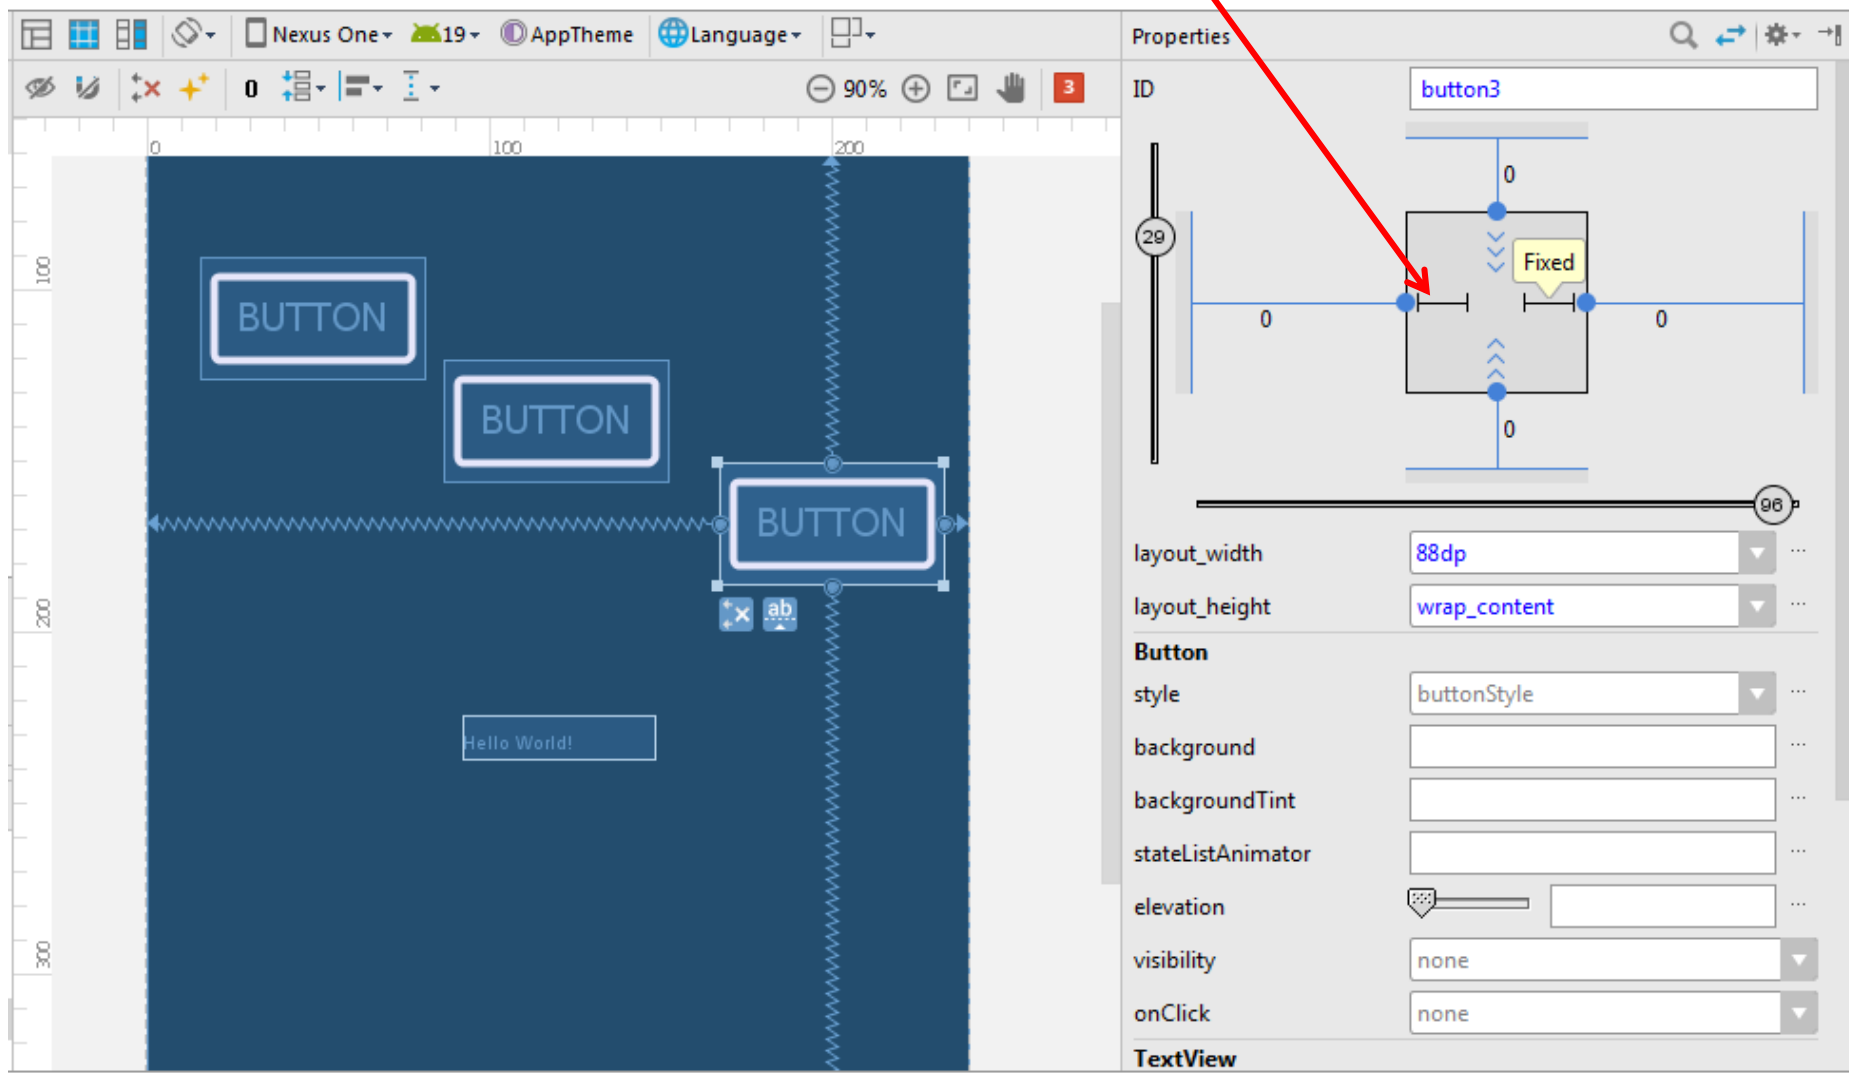 Nexus One 19 AppTheme Language
0 90% 3
0 100 200
100
200
300
BUTTON
BUTTON
BUTTON
ab
Hello World!
Properties
ID button3
0
29
Fixed
0 0
0
96
layout_width 88dp ...
layout_height wrap_content ...
Button
style buttonStyle ...
background ...
backgroundTint ...
stateListAnimator ...
elevation ...
visibility none
onClick none
TextView